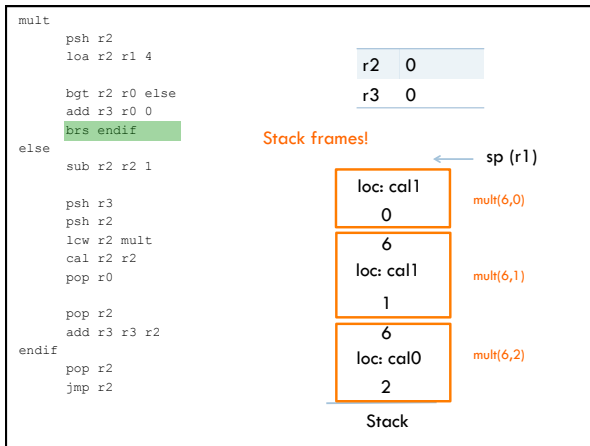 mult
psh r2
loa r2 r1 4
bgt r2 r0 else
add r3 r0 0
brs endif
else
sub r2 r2 1
psh r3
psh r2
lcw r2 mult
cal r2 r2
pop r0
pop r2
add r3 r3 r2
endif
pop r2
jmp r2
r2 0
r3 0
Stack frames!
sp (r1)
loc: cal1
0
mult(6,0)
6
loc: cal1
1
mult(6,1)
6
loc: cal0
2
mult(6,2)
Stack